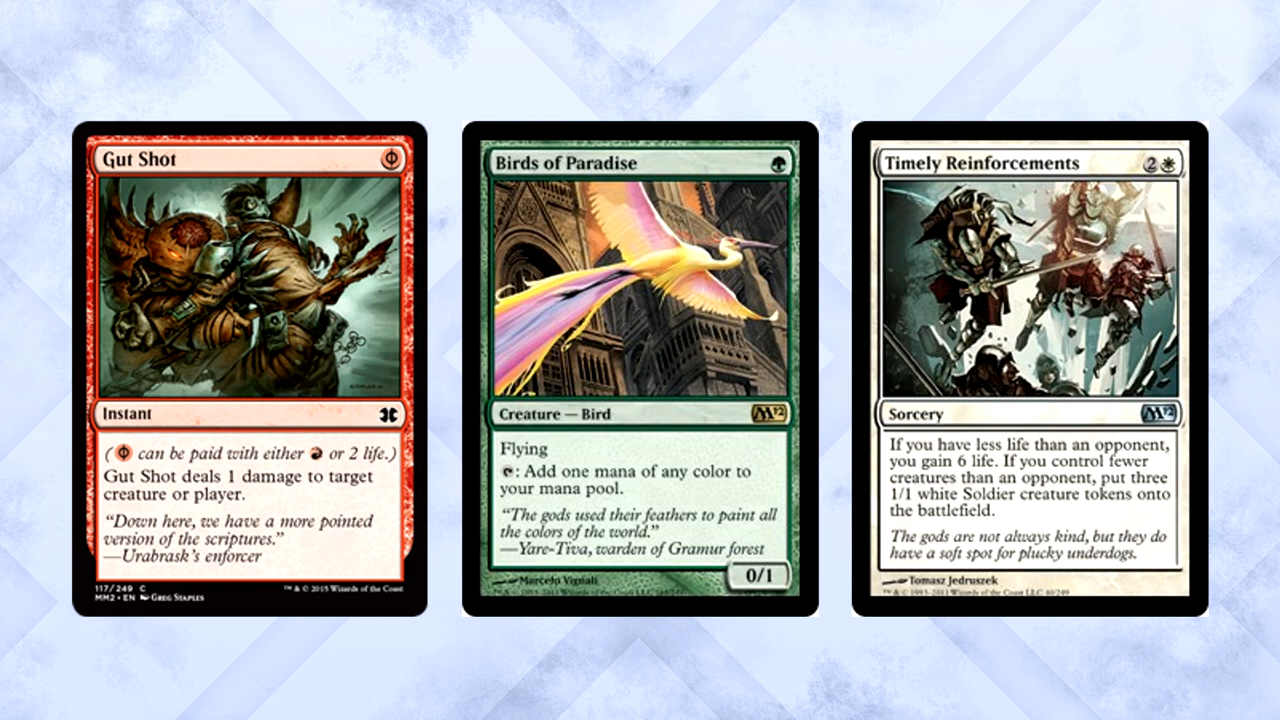 Gut Shot
Instant
( can be paid with either or 2 life.)
Gut Shot deals 1 damage to target
creature or player.
“Down here, we have a more pointed
version of the scriptures.”
—Urabrask's enforcer
117/249 C
MM2 • EN Greg Staples
™ & © 2015 Wizards of the Coast
Birds of Paradise
Creature — Bird
M12
Flying
: Add one mana of any color to
your mana pool.
“The gods used their feathers to paint all
the colors of the world.”
—Yare-Tiva, warden of Gramur forest
0/1
Marcelo Vignali
Timely Reinforcements
2
Sorcery
M12
If you have less life than an opponent,
you gain 6 life. If you control fewer
creatures than an opponent, put three
1/1 white Soldier creature tokens onto
the battlefield.
The gods are not always kind, but they do
have a soft spot for plucky underdogs.
Tomasz Jedruszek
™ & © 1993-2011 Wizards of the Coast LLC 40/249